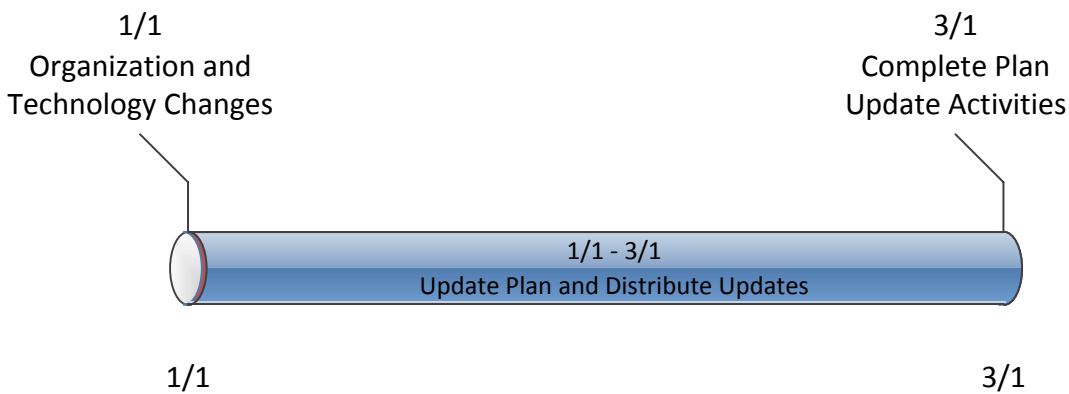 1/1
Organization and
Technology Changes
3/1
Complete Plan
Update Activities
1/1 - 3/1
Update Plan and Distribute Updates
1/1
3/1